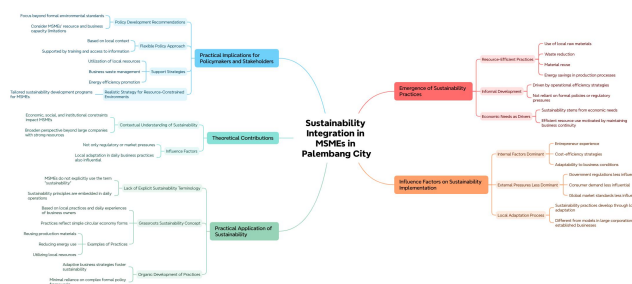 Sustainability
Integration in
MSMEs in
Palembang City
Practical Implications for
Policymakers and Stakeholders
Policy Development Recommendations
Focus beyond formal environmental standards
Consider MSMEs' resource and business
capacity limitations
Flexible Policy Approach
Based on local context
Supported by training and access to information
Support Strategies
Utilization of local resources
Business waste management
Energy efficiency promotion
Realistic Strategy for Resource-Constrained
Environments
Tailored sustainability development programs
for MSMEs
Theoretical Contributions
Contextual Understanding of Sustainability
Economic, social, and institutional constraints
impact MSMEs
Broader perspective beyond large companies
with strong resources
Influence Factors
Not only regulatory or market pressures
Local adaptation in daily business practices
also influential
Practical Application of
Sustainability
Lack of Explicit Sustainability Terminology
MSMEs do not explicitly use the term
"sustainability"
Sustainability principles are embedded in daily
operations
Grassroots Sustainability Concept
Based on local practices and daily experiences
of business owners
Practices reflect simple circular economy forms
Examples of Practices
Reusing production materials
Reducing energy use
Utilizing local resources
Organic Development of Practices
Adaptive business strategies foster
sustainability
Minimal reliance on complex formal policy
Emergence of Sustainability
Practices
Resource-Efficient Practices
Use of local raw materials
Waste reduction
Material reuse
Energy savings in production processes
Informal Development
Driven by operational efficiency strategies
Not reliant on formal policies or regulatory
pressures
Economic Needs as Drivers
Sustainability stems from economic needs
Efficient resource use motivated by maintaining
business continuity
Influence Factors on Sustainability
Implementation
Internal Factors Dominant
Entrepreneur experience
Cost-efficiency strategies
Adaptability to business conditions
External Pressures Less Dominant
Government regulations less influ
Consumer demand less influential
Global market standards less influ
Local Adaptation Process
Sustainability practices develop through
adaptation
Different from models in large corporation
established businesses